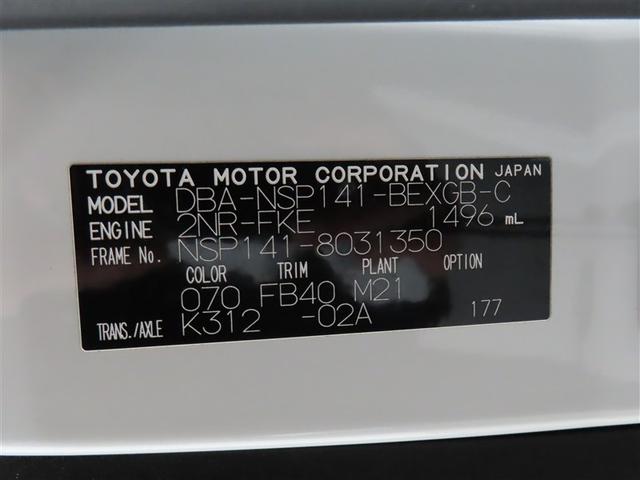 TOYOTA MOTOR CORPORATION JAPAN
MODEL DBA-NSP141-BEXGB-C
ENGINE 2NR-FKE 1496 mL
FRAME No. NSP141-8031350
COLOR TRIM PLANT OPTION
070 FB40 M21
TRANS./AXLE K312 -02A 177